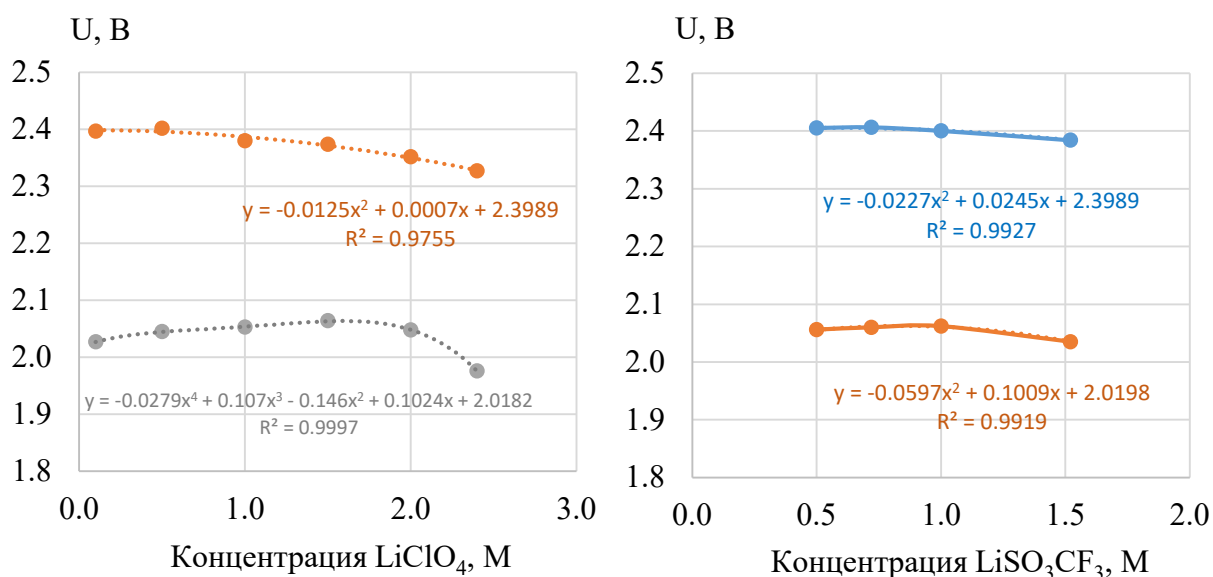 U, В
2.5
2.4
2.3
2.2
2.1
2.0
1.9
1.8
y = -0.0125x² + 0.0007x + 2.3989
R² = 0.9755
y = -0.0279x⁴ + 0.107x³ - 0.146x² + 0.1024x + 2.0182
R² = 0.9997
0.0 1.0 2.0 3.0
Концентрация LiClO₄, М
U, В
2.5
2.4
2.3
2.2
2.1
2.0
1.9
1.8
y = -0.0227x² + 0.0245x + 2.3989
R² = 0.9927
y = -0.0597x² + 0.1009x + 2.0198
R² = 0.9919
0.0 0.5 1.0 1.5 2.0
Концентрация LiSO₃CF₃, М